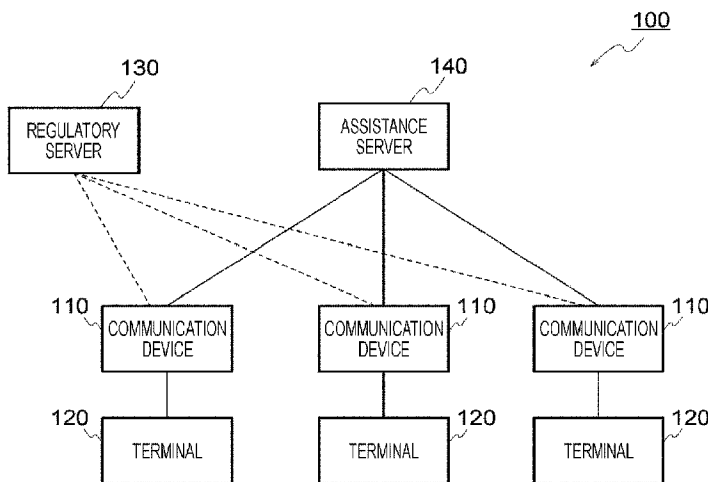 100
130
140
REGULATORY
SERVER
ASSISTANCE
SERVER
110
COMMUNICATION
DEVICE
110
COMMUNICATION
DEVICE
110
COMMUNICATION
DEVICE
120
TERMINAL
120
TERMINAL
120
TERMINAL